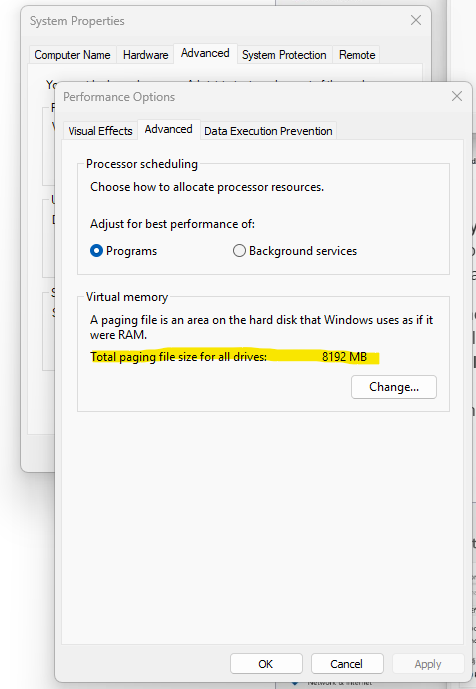 System Properties
Computer Name
Hardware
Advanced
System Protection
Remote
Performance Options
Visual Effects
Advanced
Data Execution Prevention
Processor scheduling
Choose how to allocate processor resources.
Adjust for best performance of:
Programs
Background services
Virtual memory
A paging file is an area on the hard disk that Windows uses as if it
were RAM.
Total paging file size for all drives:
8192 MB
Change...
OK
Cancel
Apply
Network & Internet